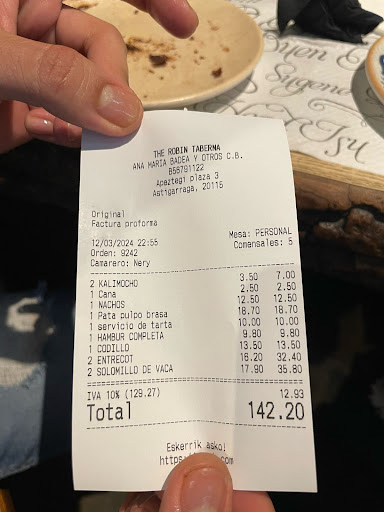 THE ROBIN TABERNA
ANA MARIA BADEA Y OTROS C.B.
B56791122
Apeztegi plaza 3
Astigarraga, 20115
Original
Factura proforma
12/03/2024 22:55 Mesa: PERSONAL
Orden: 9242 Comensales: 5
Camarero: Nery
2 KALIMOCHO 3.50 7.00
1 Cana 2.50 2.50
1 NACHOS 12.50 12.50
1 Pata pulpo brasa 18.70 18.70
1 servicio de tarta 10.00 10.00
1 HAMBUR COMPLETA 9.80 9.80
1 CODILLO 13.50 13.50
2 ENTRECOT 16.20 32.40
2 SOLOMILLO DE VACA 17.90 35.80
IVA 10% (129.27) 12.93
Total 142.20
Eskerrik asko!